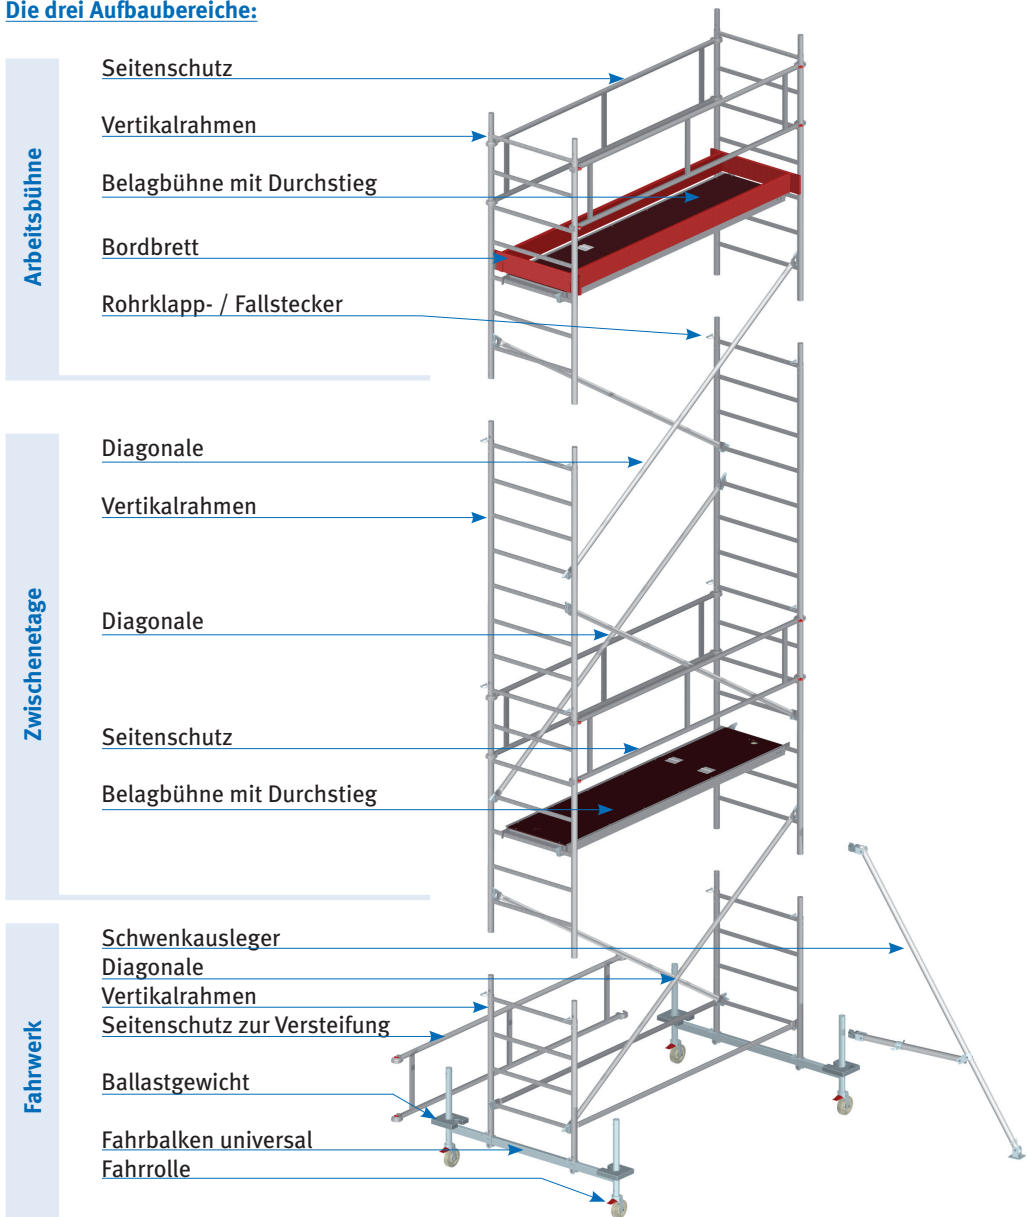 Die drei Aufbaubereiche:
Arbeitsbühne
Seitenschutz
Vertikalrahmen
Belagbühne mit Durchstieg
Bordbrett
Rohrklapp- / Fallstecker
Zwischenetage
Diagonale
Vertikalrahmen
Diagonale
Seitenschutz
Belagbühne mit Durchstieg
Fahrwerk
Schwenkausleger
Diagonale
Vertikalrahmen
Seitenschutz zur Versteifung
Ballastgewicht
Fahrbalken universal
Fahrrolle